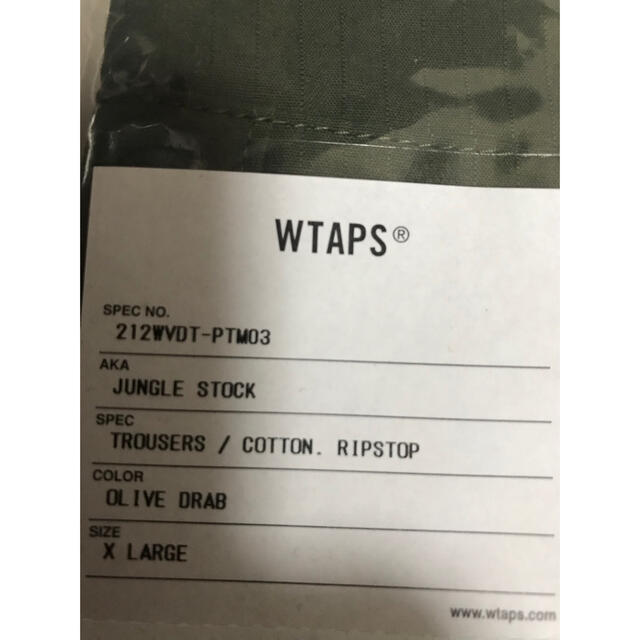 WTAPS®
SPEC NO.
212WVDT-PTM03
AKA
JUNGLE STOCK
SPEC
TROUSERS / COTTON. RIPSTOP
COLOR
OLIVE DRAB
SIZE
X LARGE
www.wtaps.com